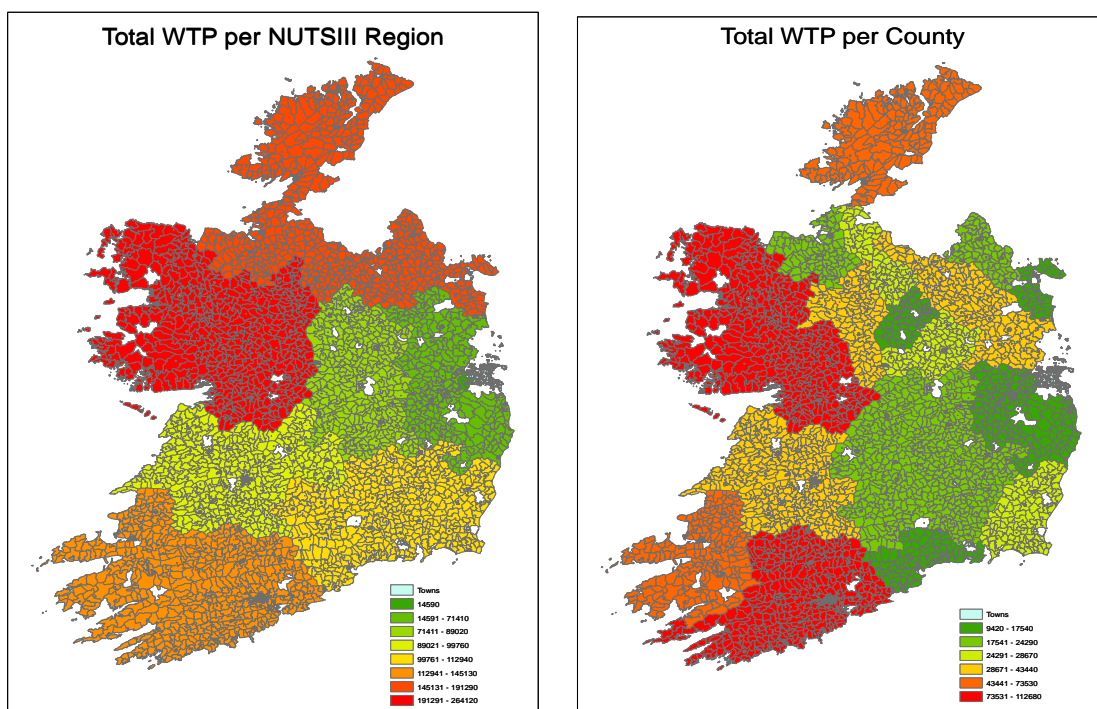 Total WTP per NUTSIII Region
Towns
14590
14591 - 71410
71411 - 89020
89021 - 99760
99761 - 112940
112941 - 145130
145131 - 191290
191291 - 264120
Total WTP per County
Towns
9420 - 17540
17541 - 24290
24291 - 28670
28671 - 43440
43441 - 73530
73531 - 112680